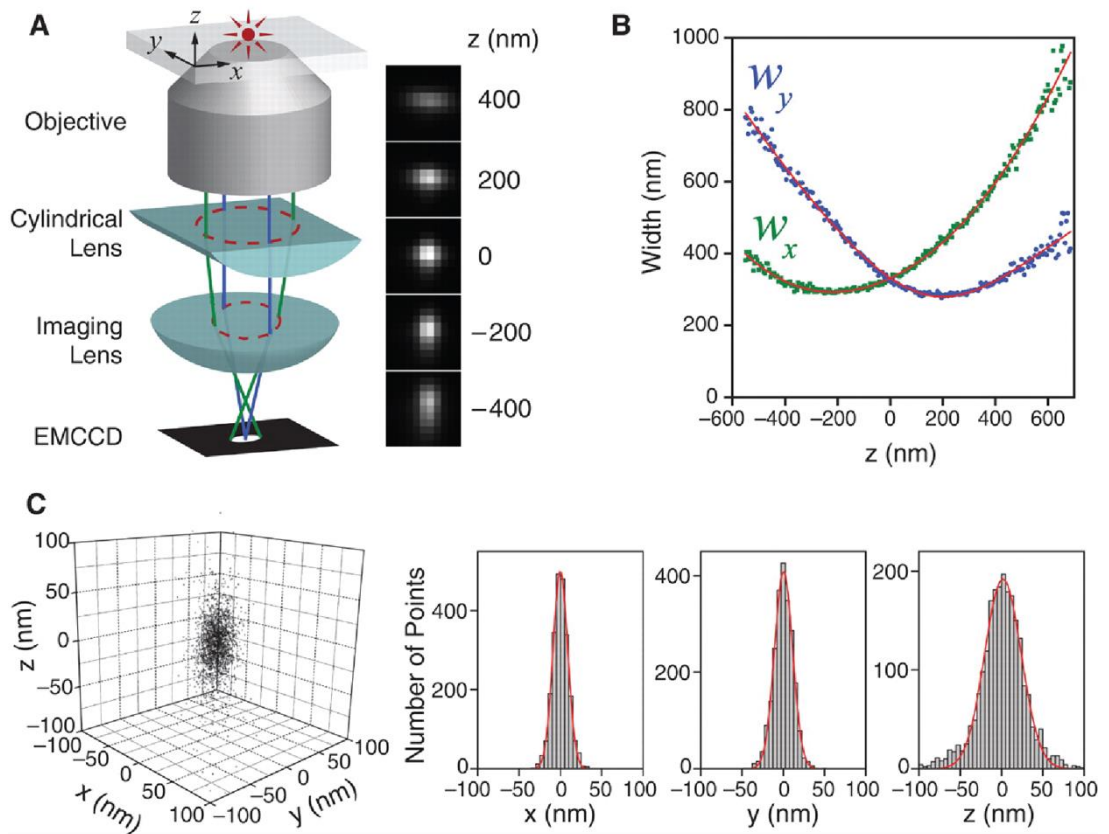 A
z
y
x
Objective
Cylindrical
Lens
Imaging
Lens
EMCCD
z (nm)
400
200
0
−200
−400
B
1000
800
600
400
200
0
Width (nm)
w_y
w_x
−600 −400 −200 0 200 400 600
z (nm)
C
100
50
0
−50
−100
z (nm)
−100
−50
0
50
100
x (nm)
−100
−50
0
50
100
y (nm)
Number of Points
400
200
0
−100 −50 0 50 100
x (nm)
400
200
0
−100 −50 0 50 100
y (nm)
200
100
0
−100 −50 0 50 100
z (nm)